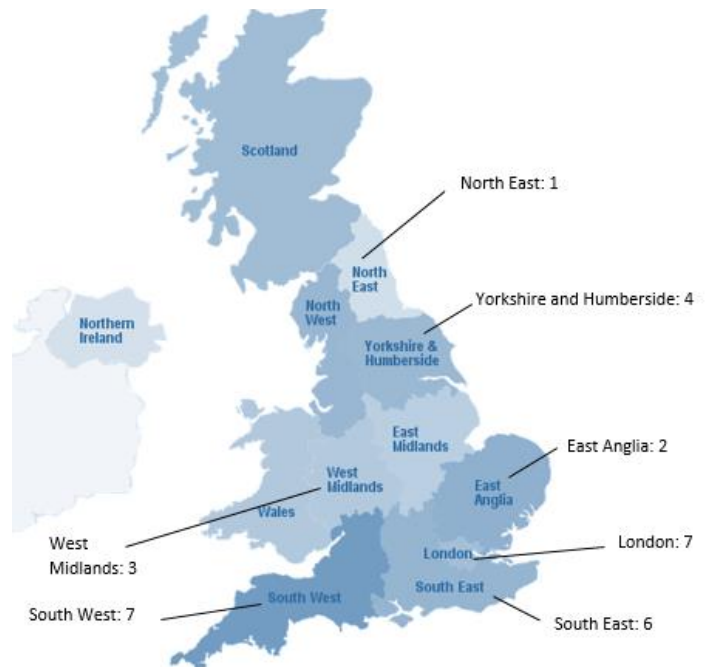 Scotland
North East: 1
North
East
North
West
Yorkshire and Humberside: 4
Northern
Ireland
Yorkshire &
Humberside
East
Midlands
East Anglia: 2
West
Midlands
East
Anglia
Wales
West
Midlands: 3
London
London: 7
South West: 7
South West
South East
South East: 6